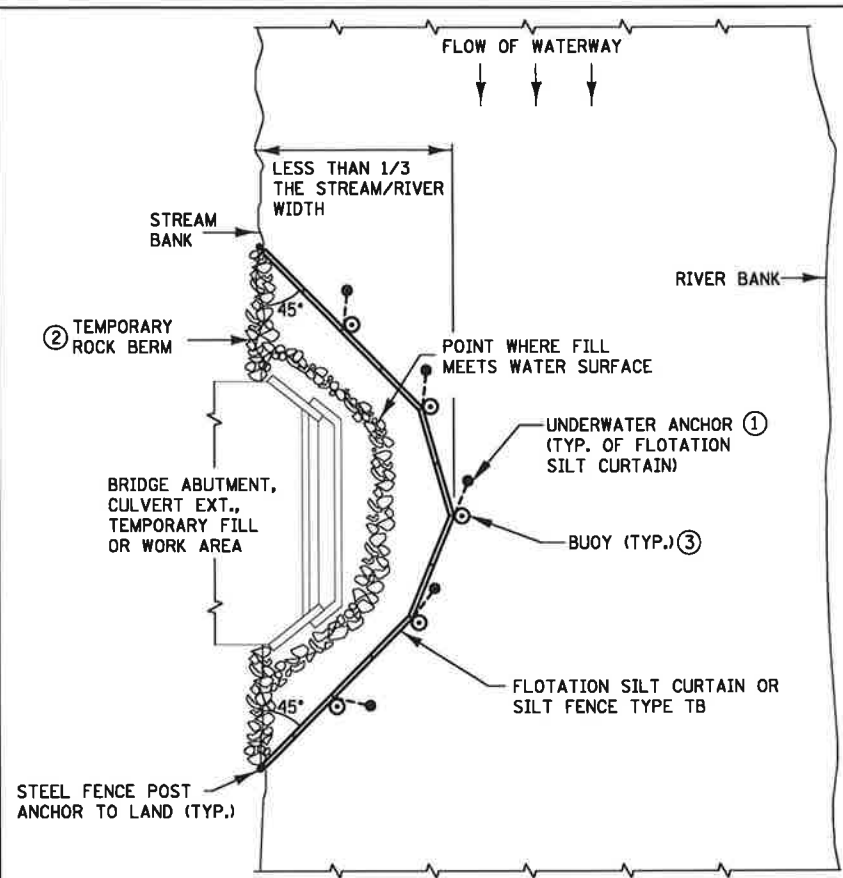 FLOW OF WATERWAY
LESS THAN 1/3
THE STREAM/RIVER
WIDTH
STREAM
BANK
RIVER BANK
45°
② TEMPORARY
ROCK BERM
POINT WHERE FILL
MEETS WATER SURFACE
UNDERWATER ANCHOR ①
(TYP. OF FLOTATION
SILT CURTAIN)
BRIDGE ABUTMENT,
CULVERT EXT.,
TEMPORARY FILL
OR WORK AREA
BUOY (TYP.) ③
FLOTATION SILT CURTAIN OR
SILT FENCE TYPE TB
45°
STEEL FENCE POST
ANCHOR TO LAND (TYP.)